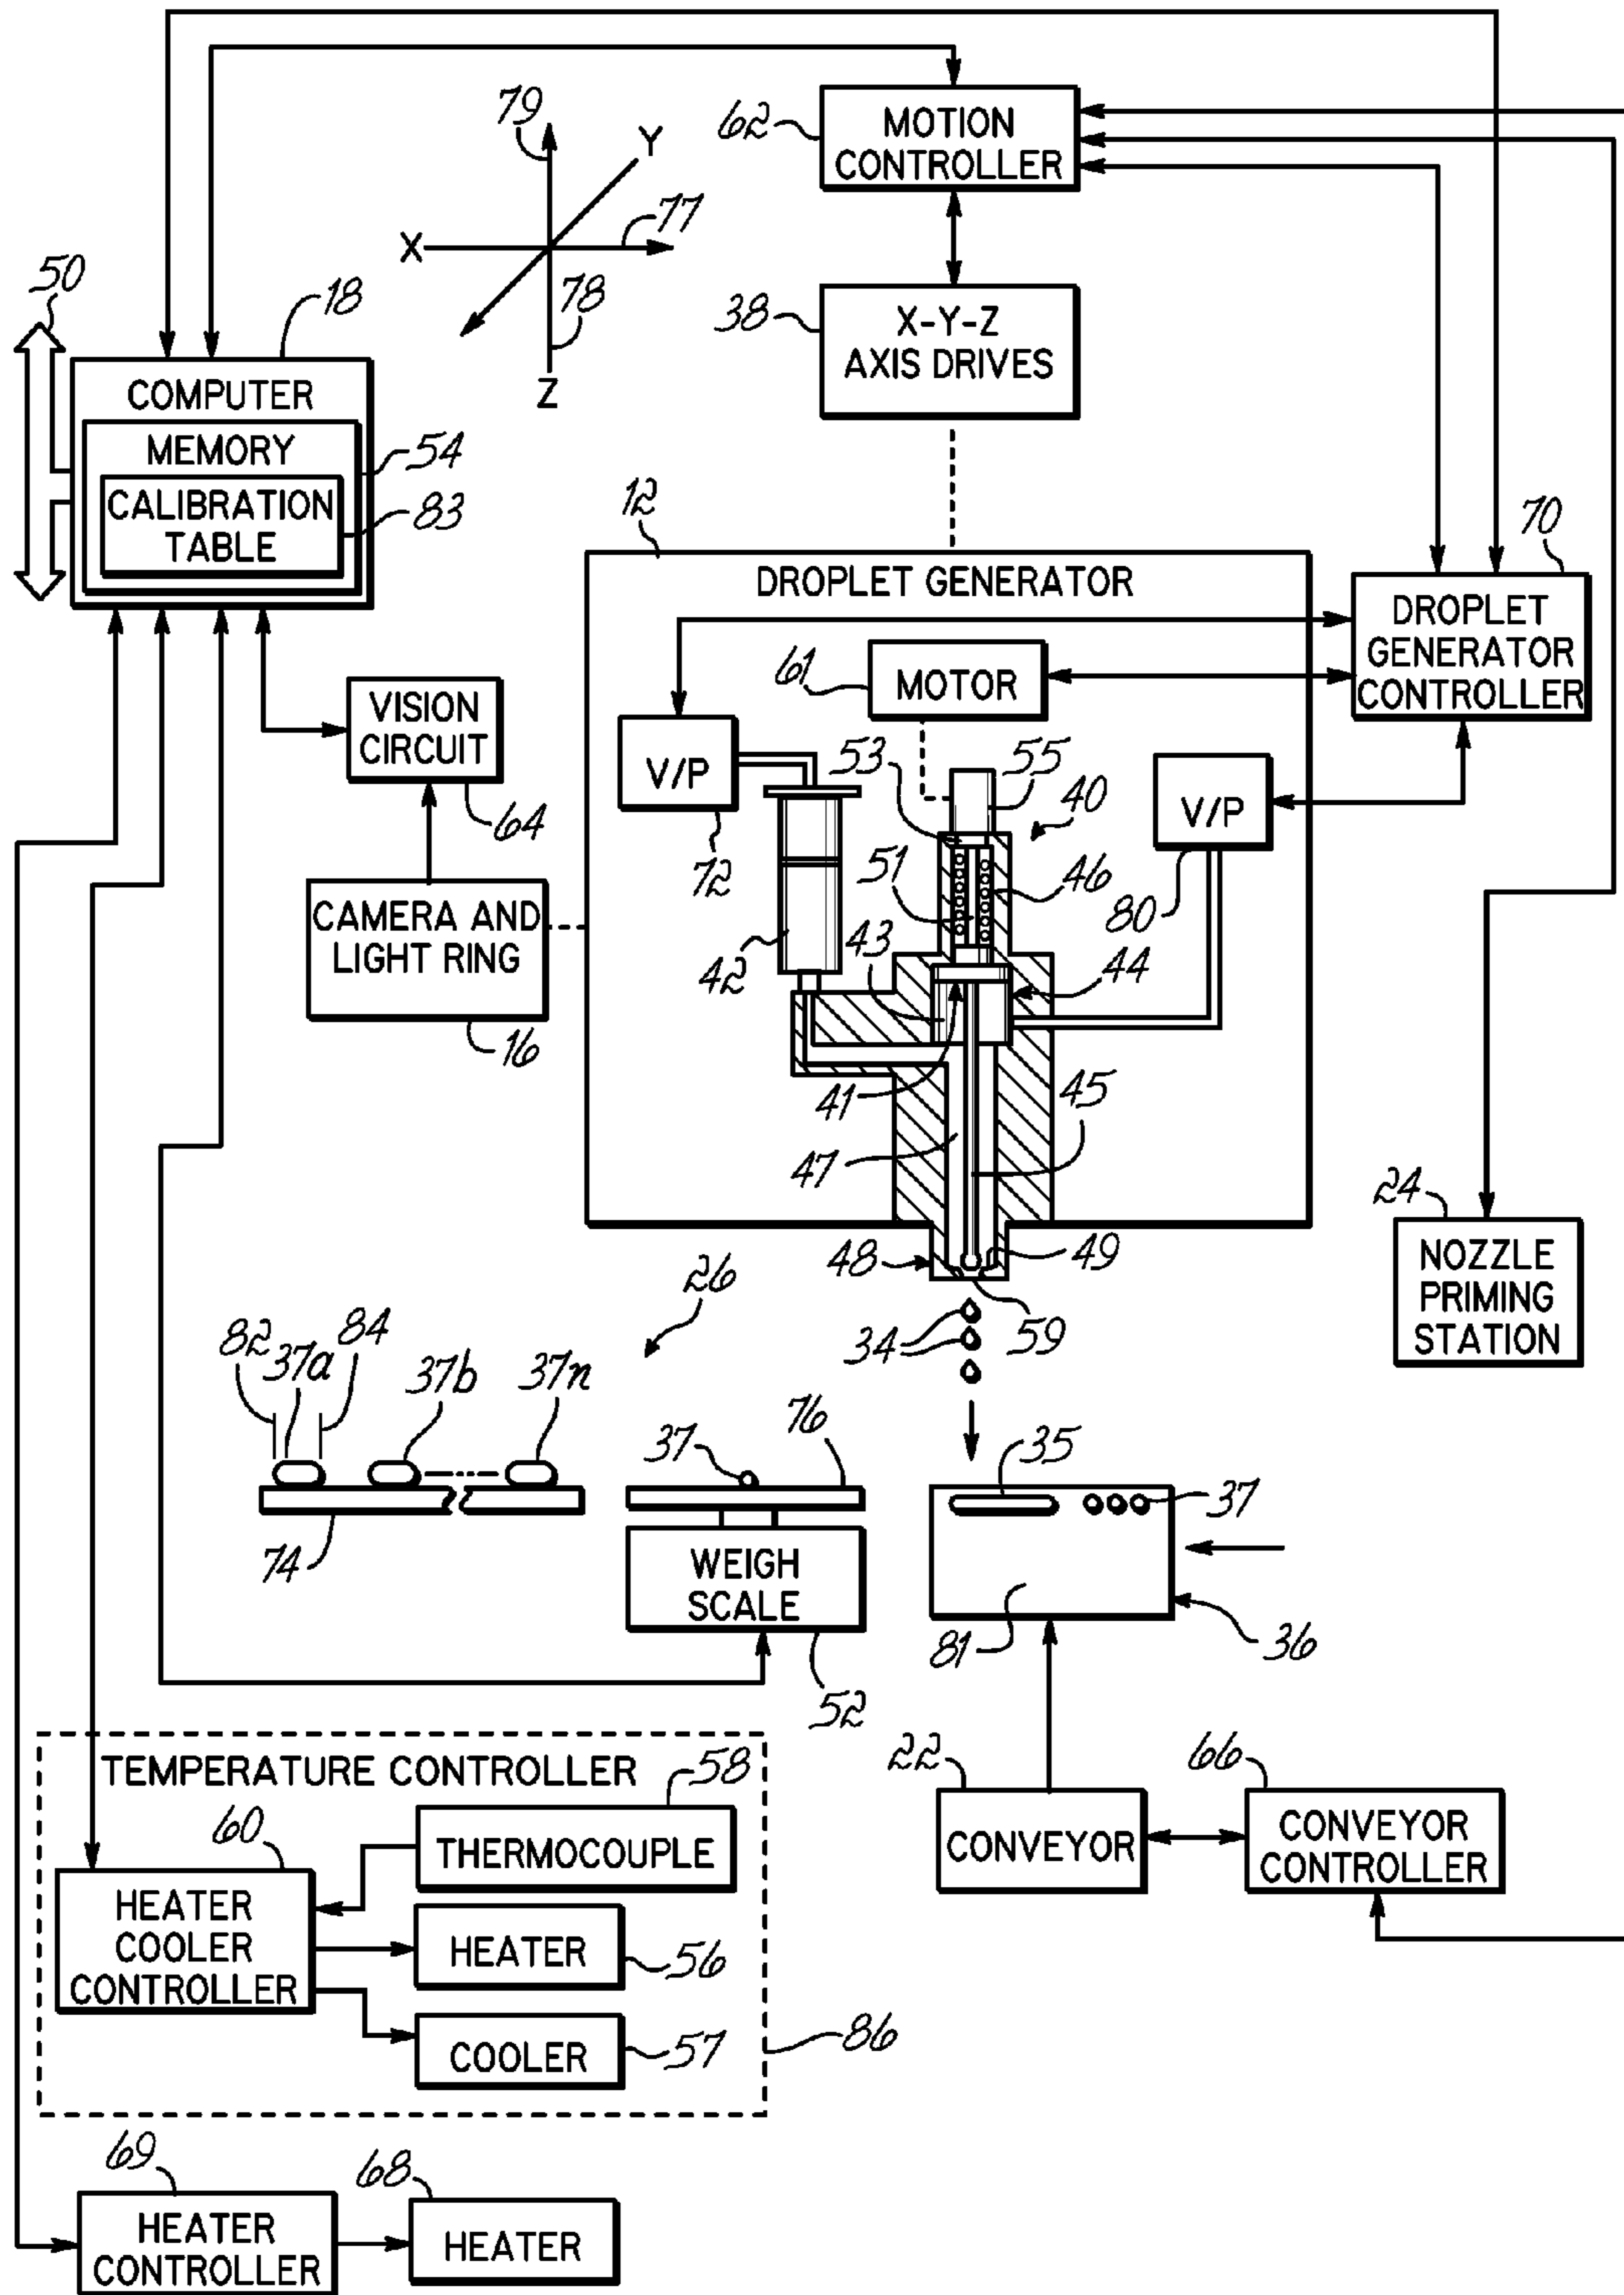 79
Y
62
MOTION
CONTROLLER
X
77
50
18
78
Z
38
X-Y-Z
AXIS DRIVES
COMPUTER
MEMORY
54
CALIBRATION
TABLE
83
12
DROPLET GENERATOR
70
DROPLET
GENERATOR
CONTROLLER
61
MOTOR
VISION
CIRCUIT
64
V/P
72
53
55
40
V/P
80
51
46
CAMERA AND
LIGHT RING
16
42
43
44
41
45
47
24
NOZZLE
PRIMING
STATION
48
49
26
34
59
82
37a
84
37b
37n
37
76
35
37
74
WEIGH
SCALE
52
81
36
TEMPERATURE CONTROLLER
58
THERMOCOUPLE
60
HEATER
COOLER
CONTROLLER
HEATER
56
COOLER
57
86
22
CONVEYOR
66
CONVEYOR
CONTROLLER
69
HEATER
CONTROLLER
68
HEATER